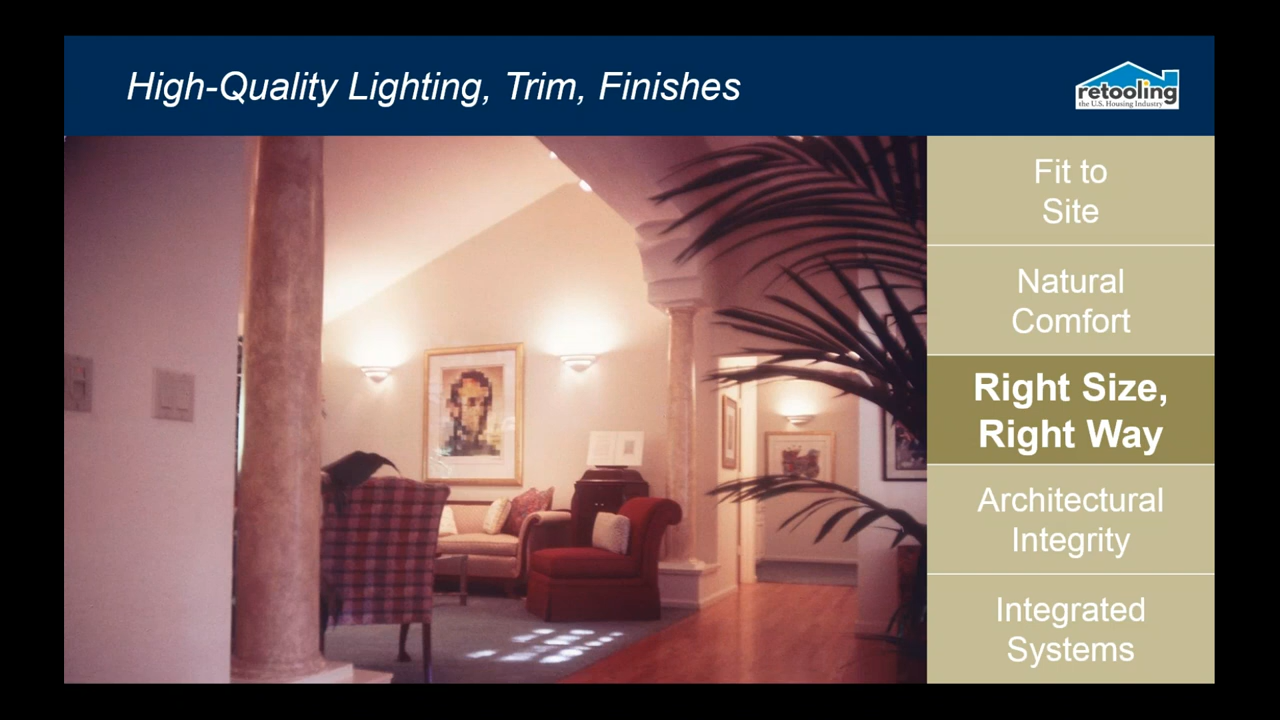 High-Quality Lighting, Trim, Finishes
retooling
the U.S. Housing Industry
Fit to
Site
Natural
Comfort
Right Size,
Right Way
Architectural
Integrity
Integrated
Systems